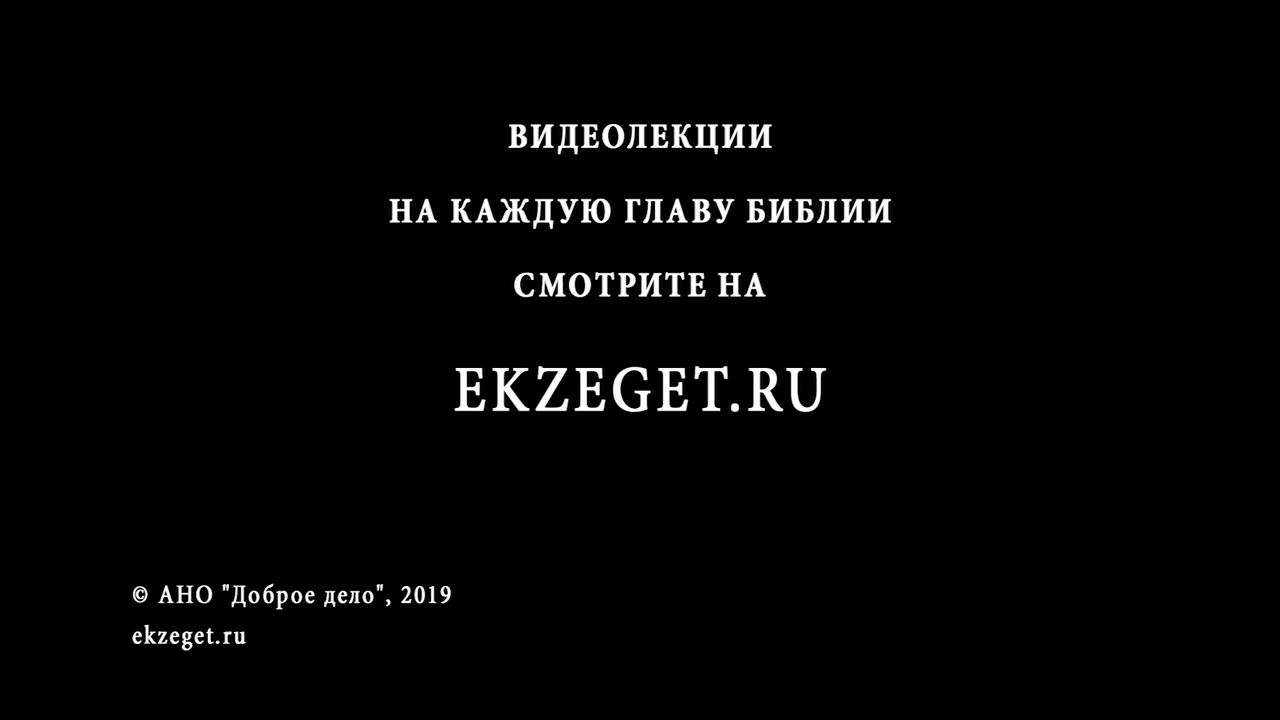 ВИДЕОЛЕКЦИИ
НА КАЖДУЮ ГЛАВУ БИБЛИИ
СМОТРИТЕ НА
EKZEGET.RU
© АНО "Доброе дело", 2019
ekzeget.ru